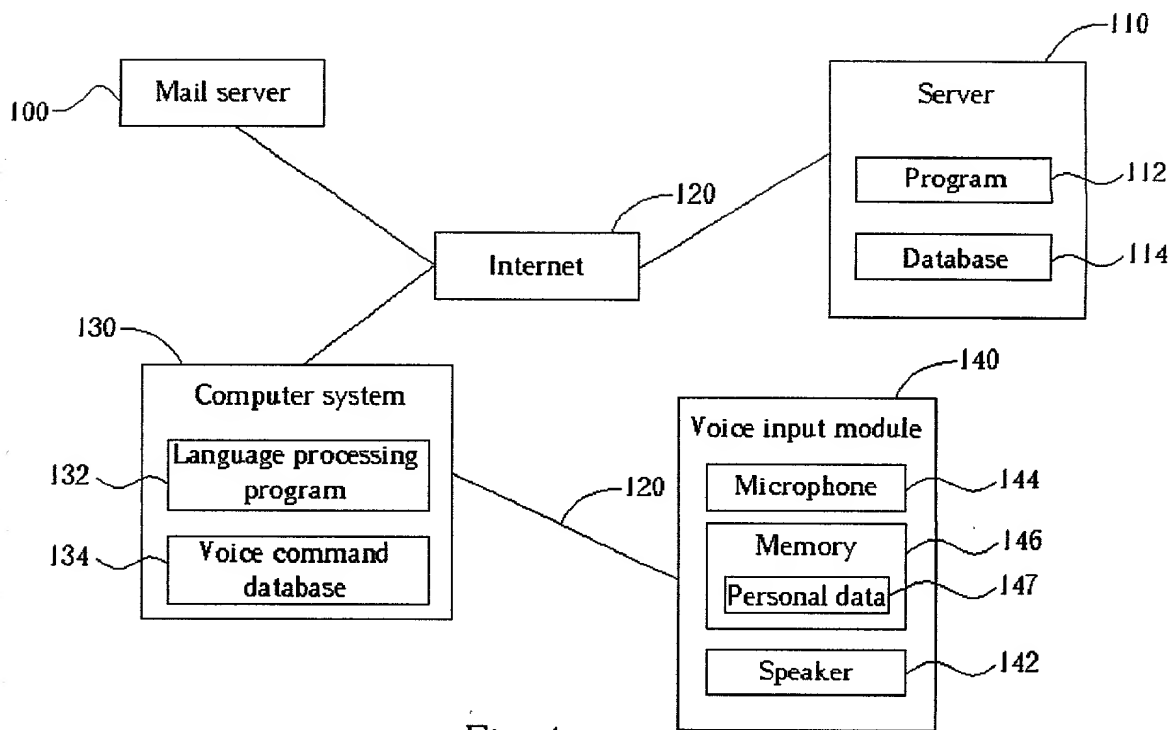 110
Mail server
100
Server
Program
112
120
Internet
Database
114
130
Computer system
140
Voice input module
Language processing
program
132
120
Microphone
144
Memory
146
134
Voice command
database
Personal data
147
Speaker
142